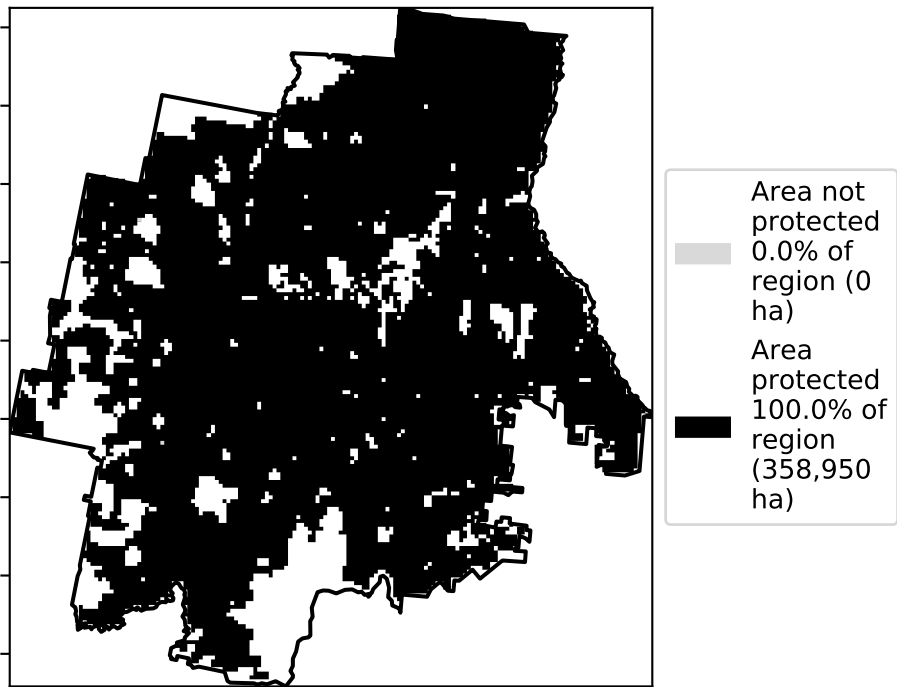 Area not
protected
0.0% of
region (0
ha)
Area
protected
100.0% of
region
(358,950
ha)